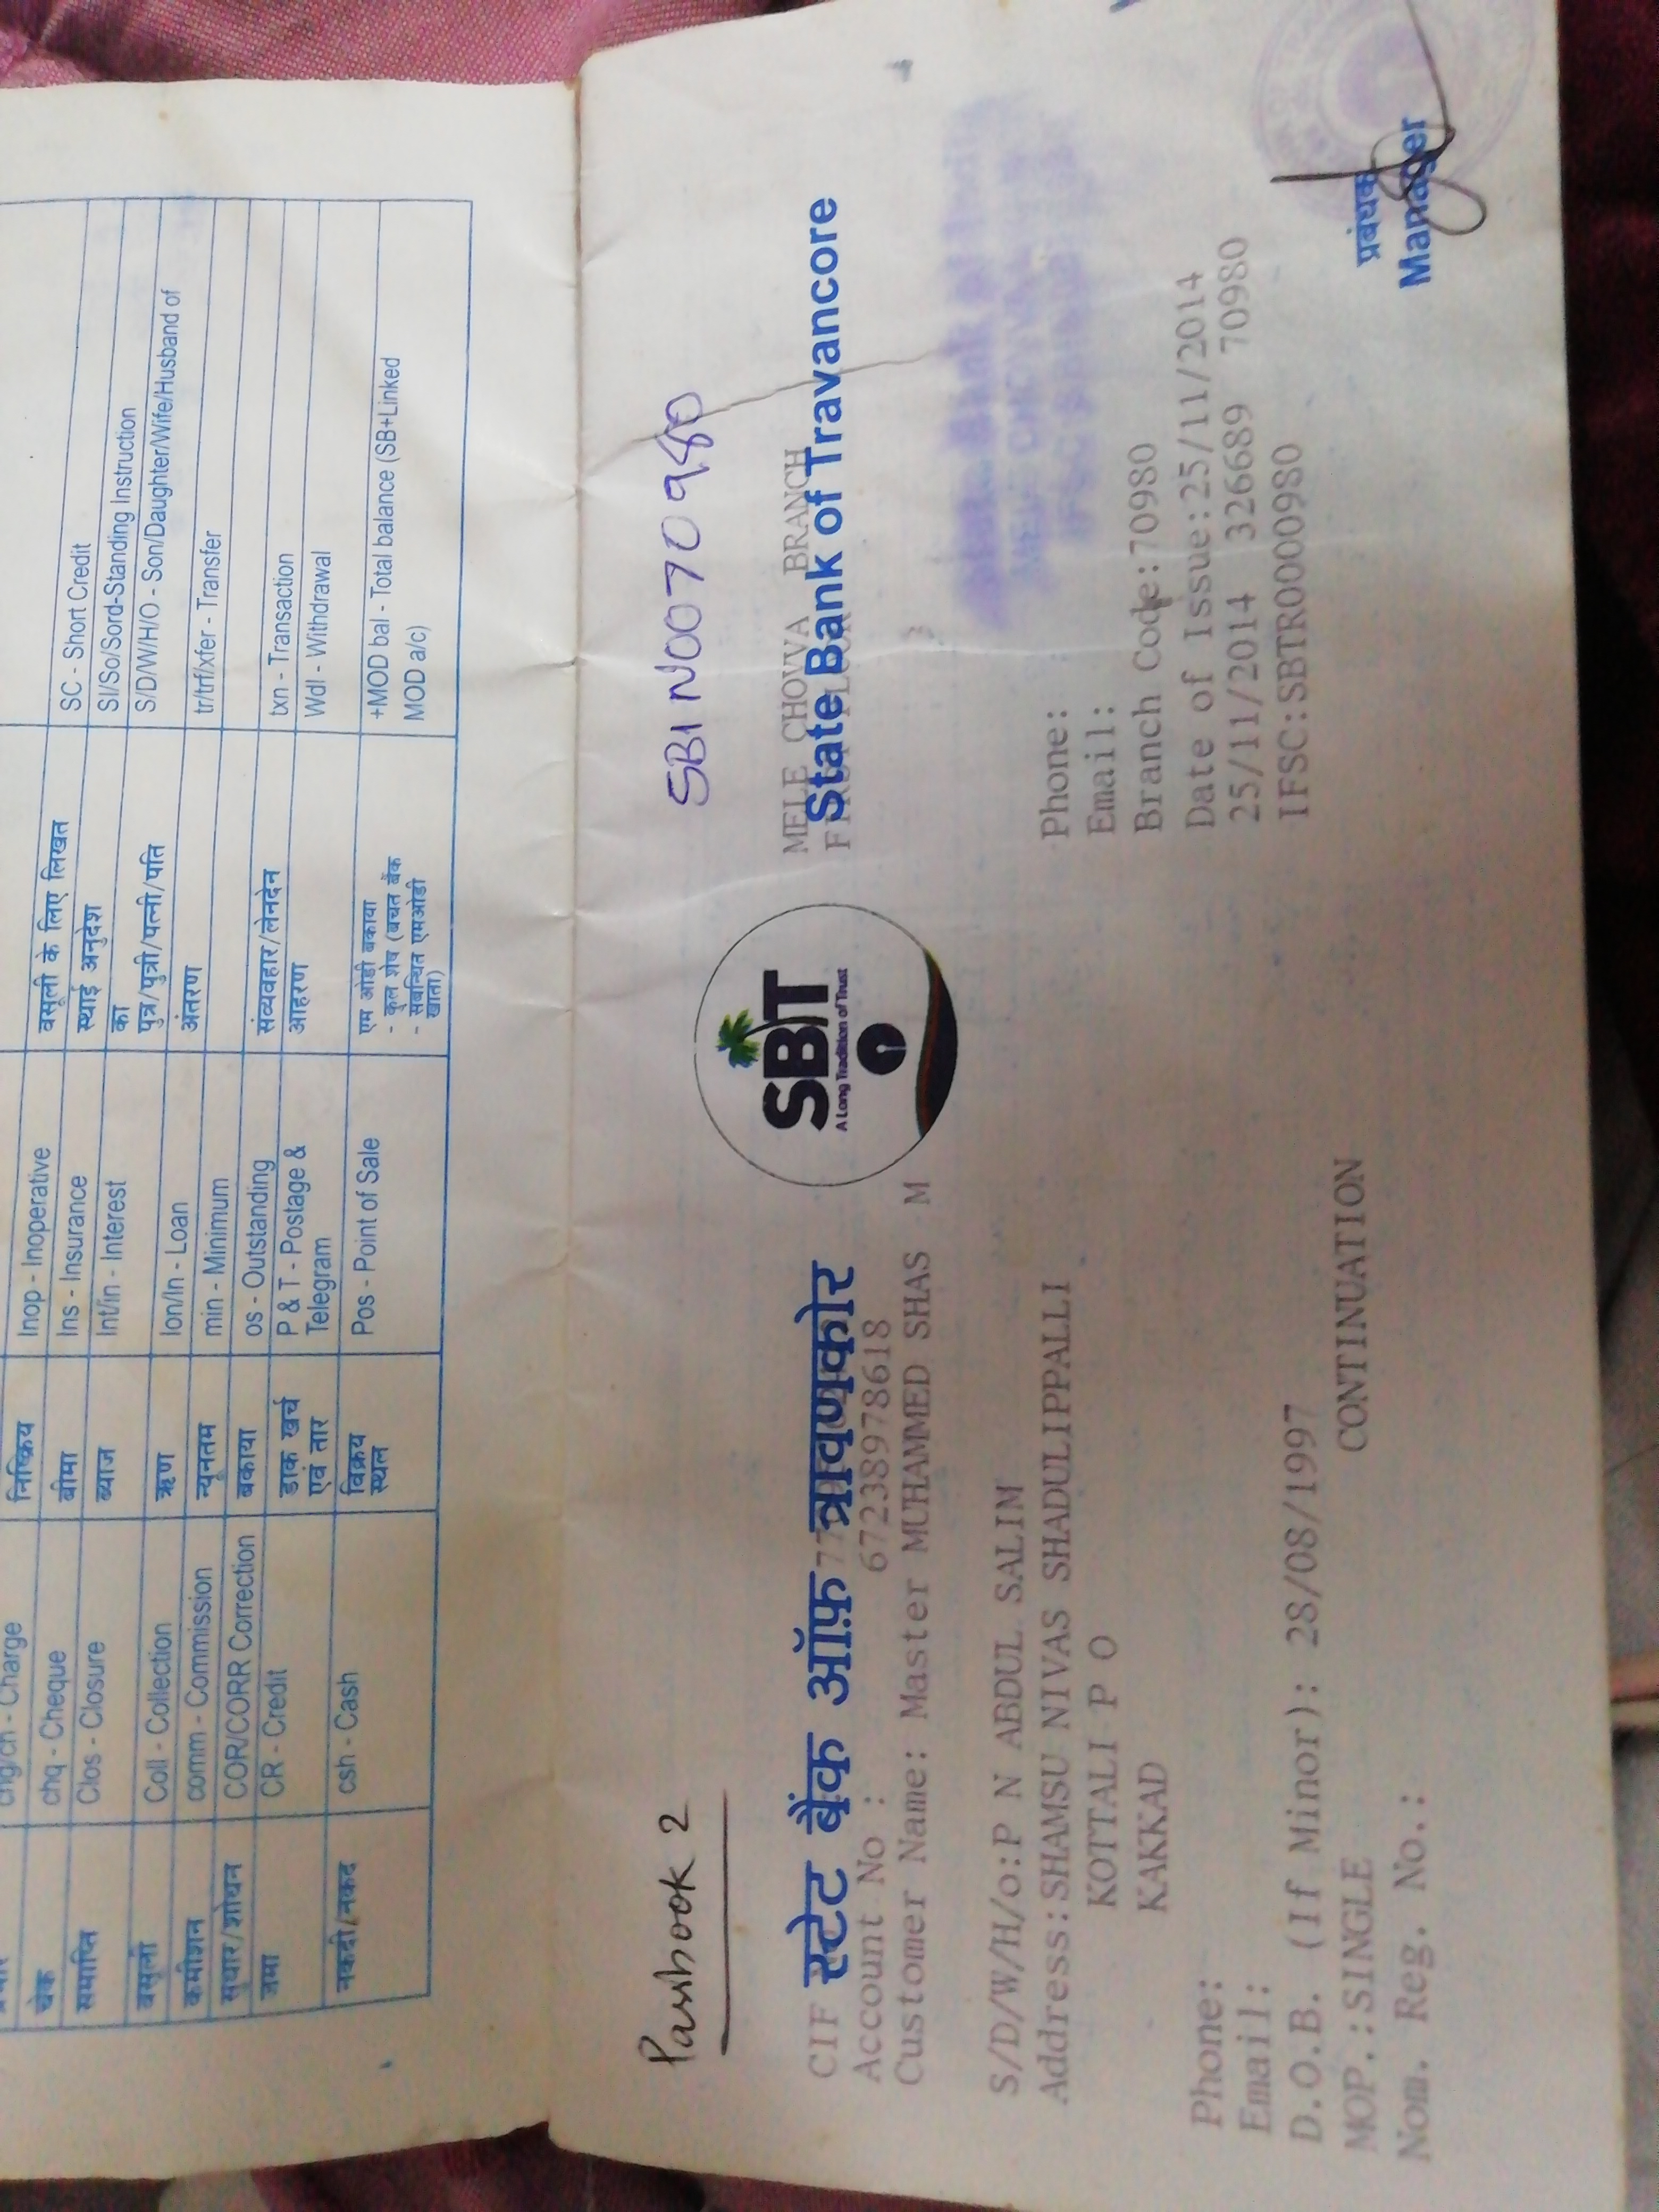 chg/ch - Charge
चेक chq - Cheque निष्क्रिय Inop - Inoperative
समाप्ति Clos - Closure बीमा Ins - Insurance वसूली के लिए लिखत SC - Short Credit
ब्याज Int/in - Interest स्थाई अनुदेश SI/So/Sord-Standing Instruction
वसूली Coll - Collection ऋण lon/ln - Loan का पुत्र/पुत्री/पत्नी/पति S/D/W/H/O - Son/Daughter/Wife/Husband of
कमीशन comm - Commission न्यूनतम min - Minimum अंतरण tr/trf/xfer - Transfer
सुधार/शोधन COR/CORR Correction बकाया os - Outstanding
जमा CR - Credit डाक खर्च एवं तार P & T - Postage & Telegram संव्यवहार/लेनदेन txn - Transaction
आहरण Wdl - Withdrawal
नकदी/नकद csh - Cash विक्रय स्थल Pos - Point of Sale एम ओडी बकाया +MOD bal - Total balance (SB+Linked
- कुल शेष (बचत बैंक MOD a/c)
- संबन्धित एमओडी
खाता)
Passbook 2
SBIN0070980
स्टेट बैंक ऑफ़ त्रावणकोर
SBT
A Long Tradition of Trust
State Bank of Travancore
MELE CHOVVA BRANCH
CIF
Account No : 67238978618
Customer Name: Master MUHAMMED SHAS M
S/D/W/H/o:P N ABDUL SALIM
Address:SHAMSU NIVAS SHADULIPPALLI
KOTTALI P O
KAKKAD
Phone:
Email:
D.O.B. (If Minor): 28/08/1997
MOP.:SINGLE
CONTINUATION
Nom. Reg. No.:
Phone:
Email:
Branch Code:70980
Date of Issue:25/11/2014
25/11/2014 326689 70980
IFSC:SBTR0000980
प्रबंधक
Manager